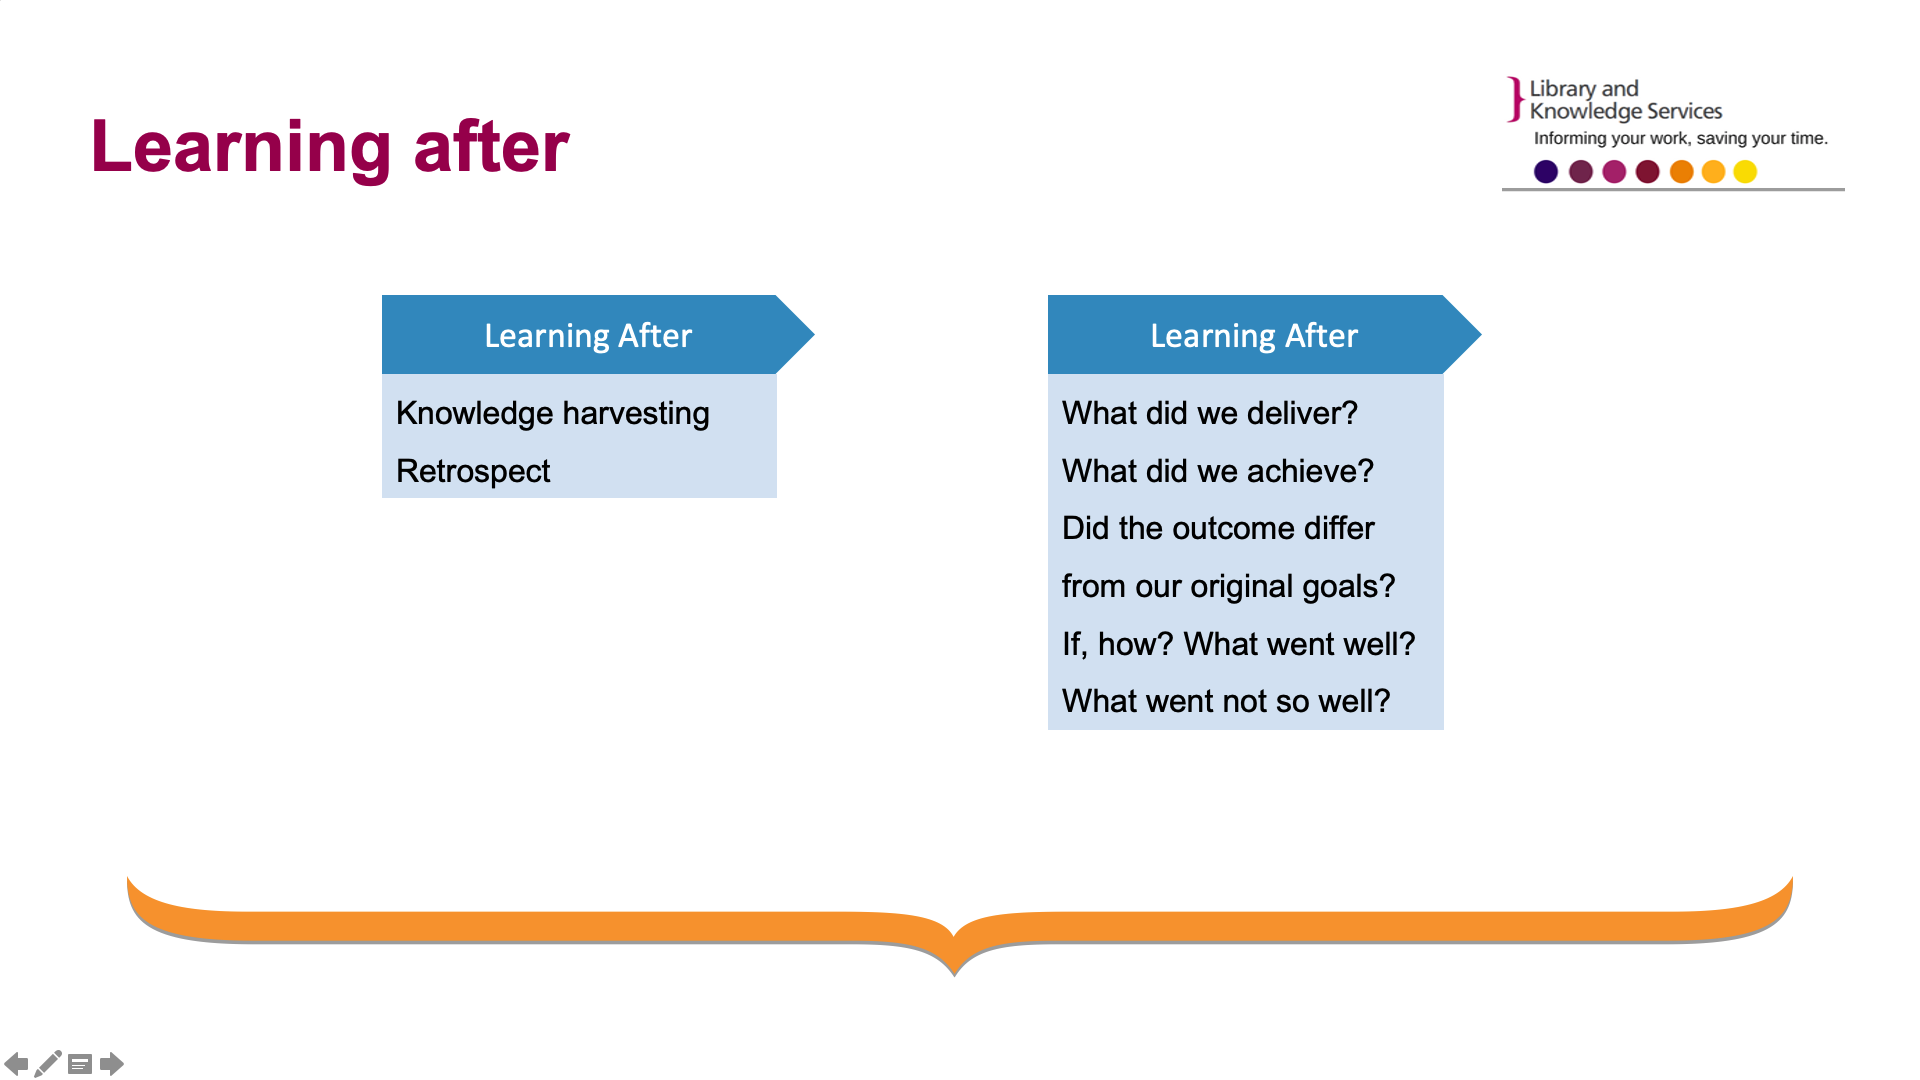 Learning after
Library and
Knowledge Services
Informing your work, saving your time.
Learning After
Knowledge harvesting
Retrospect
Learning After
What did we deliver?
What did we achieve?
Did the outcome differ
from our original goals?
If, how? What went well?
What went not so well?